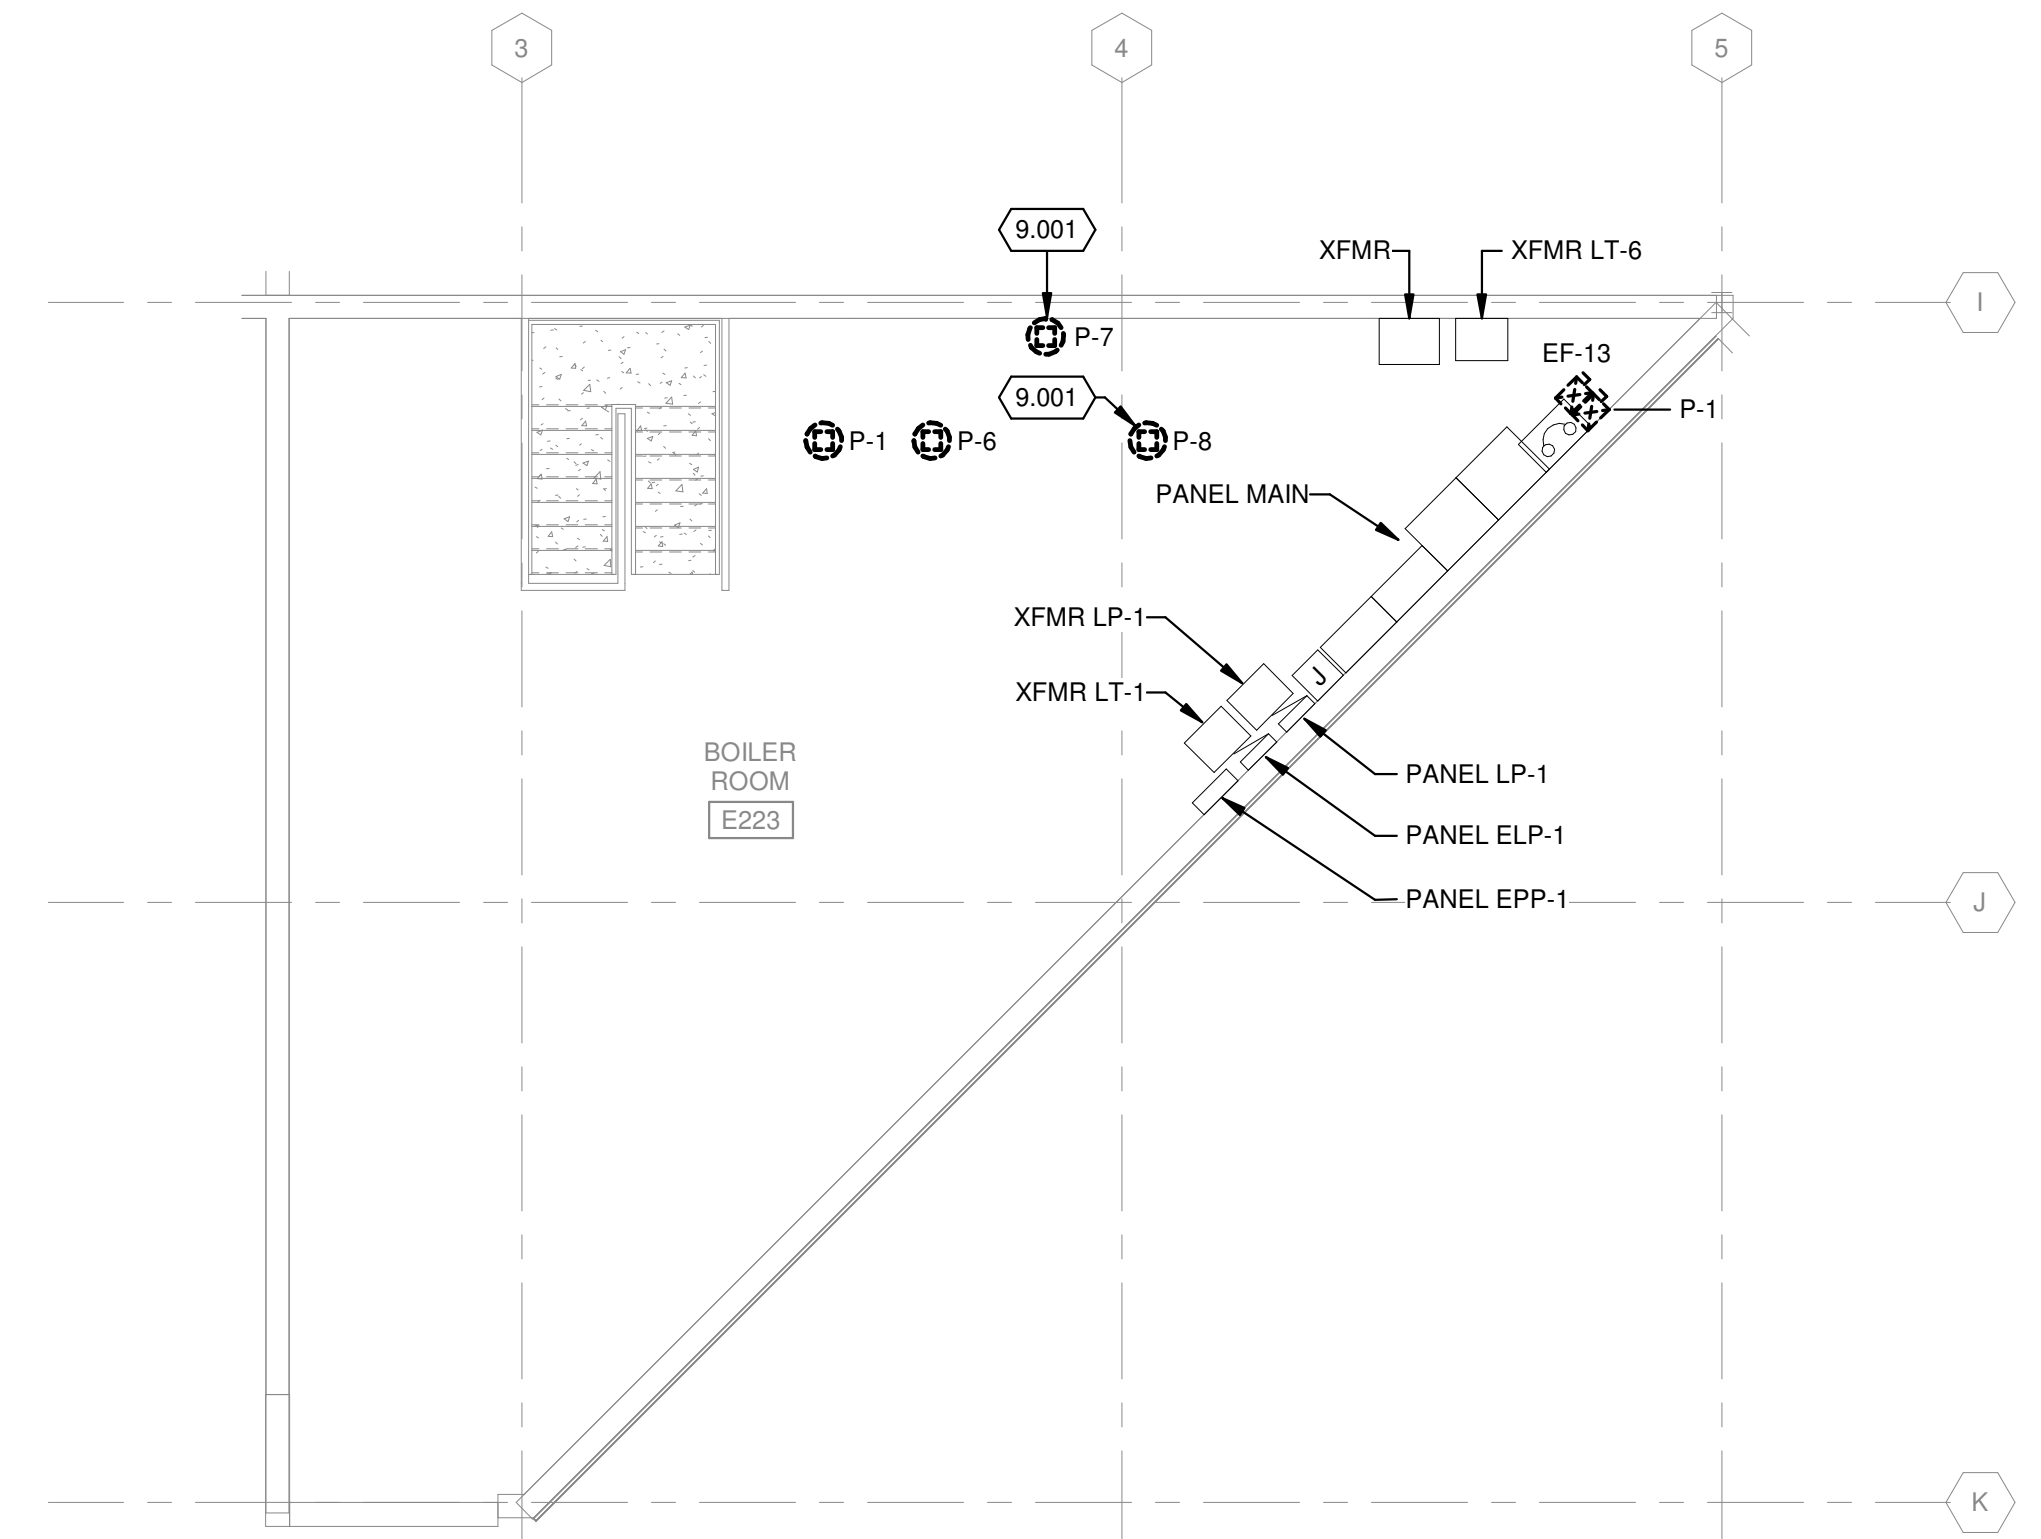 3
4
5
9.001
XFMR
XFMR LT-6
I
P-7
EF-13
9.001
P-1
P-1
P-6
P-8
PANEL MAIN
XFMR LP-1
J
XFMR LT-1
BOILER
ROOM
E223
PANEL LP-1
PANEL ELP-1
PANEL EPP-1
J
K